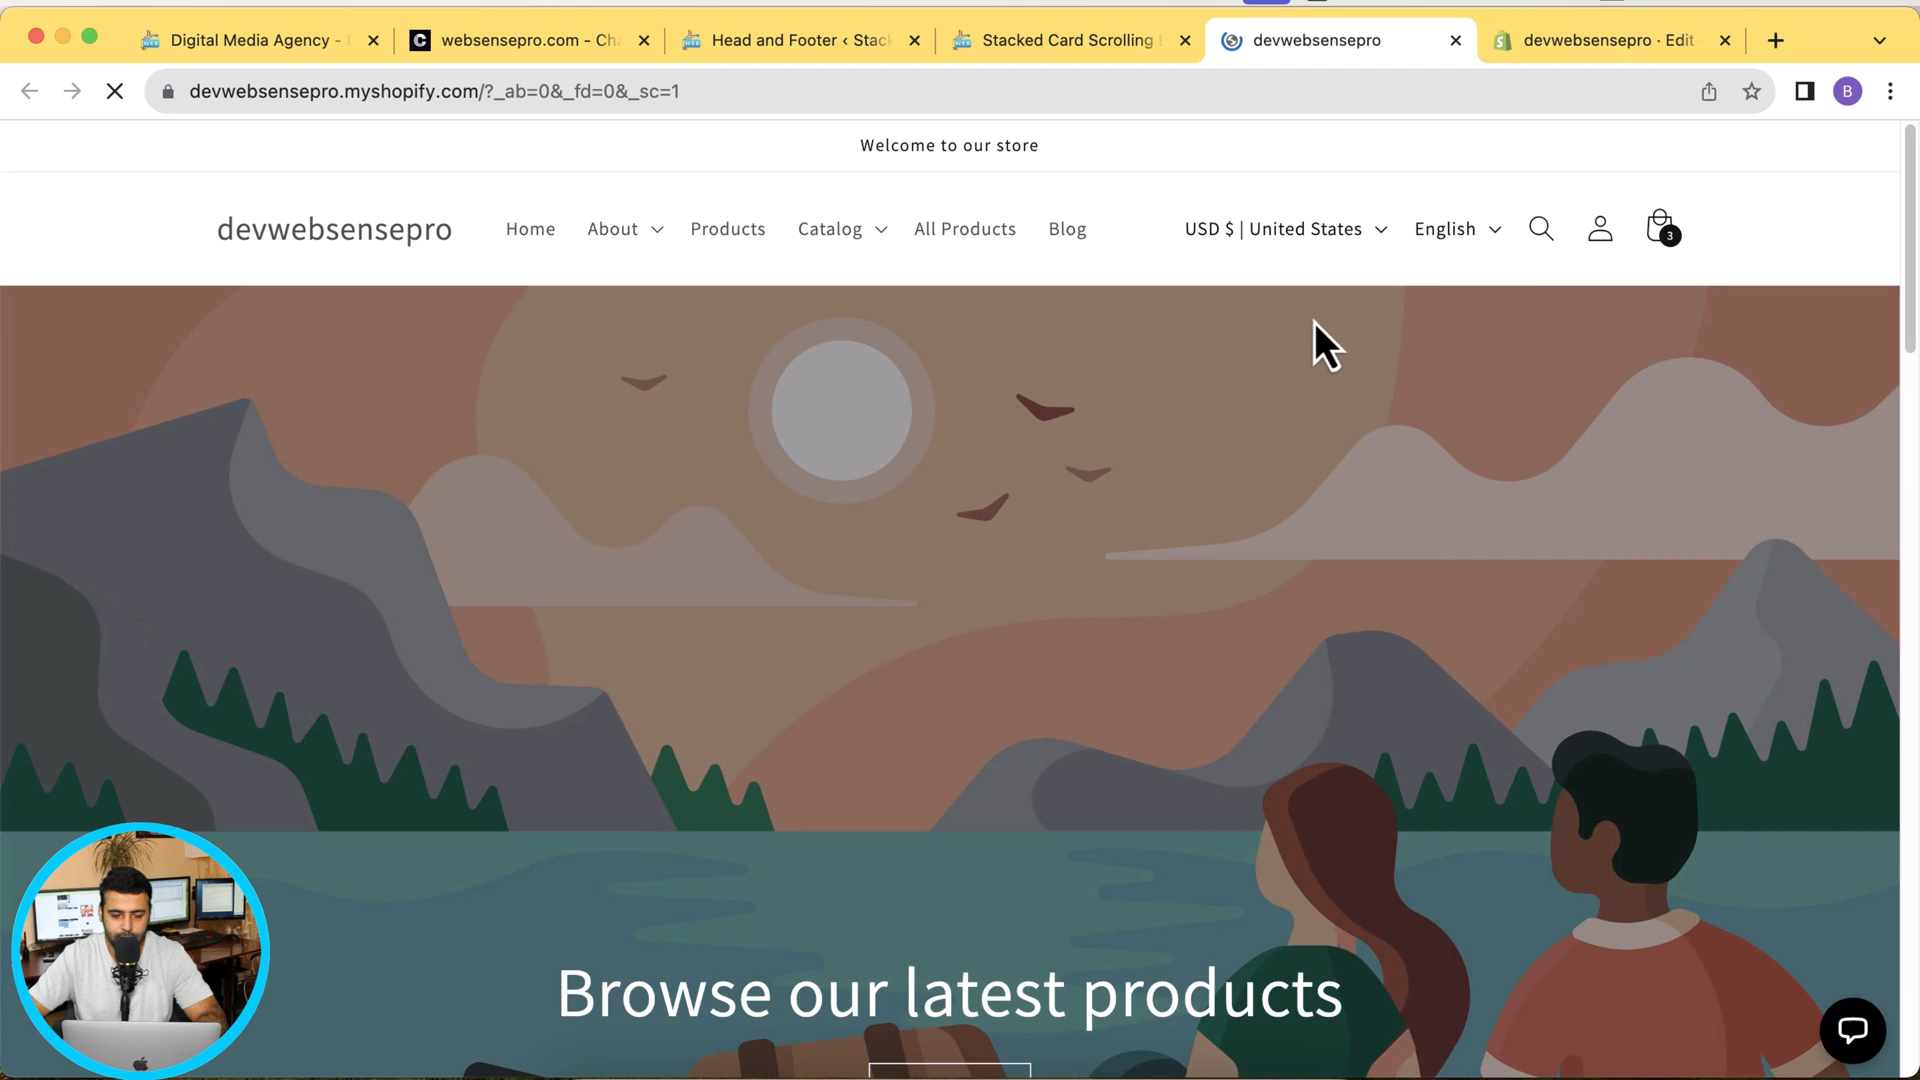 Digital Media Agency -
websensepro.com - Cha
Head and Footer ‹ Stack
Stacked Card Scrolling
devwebsensepro
devwebsensepro · Edit
devwebsensepro.myshopify.com/?_ab=0&_fd=0&_sc=1
B
Welcome to our store
devwebsensepro
Home
About
Products
Catalog
All Products
Blog
USD $ | United States
English
3
Browse our latest products